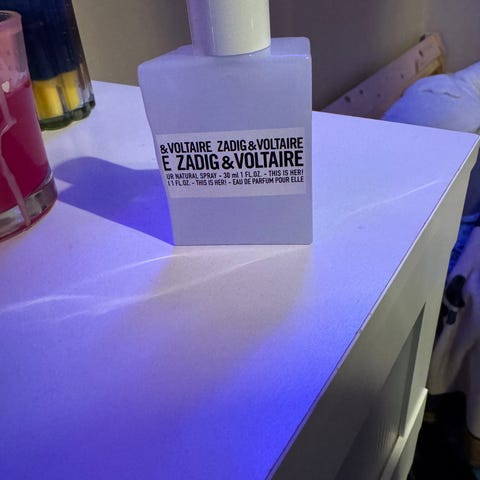 &VOLTAIRE ZADIG&VOLTAIRE
E ZADIG&VOLTAIRE
UR NATURAL SPRAY - 30 ml 1 FL.OZ. - THIS IS HER!
1 FL.OZ. - THIS IS HER! - EAU DE PARFUM POUR ELLE